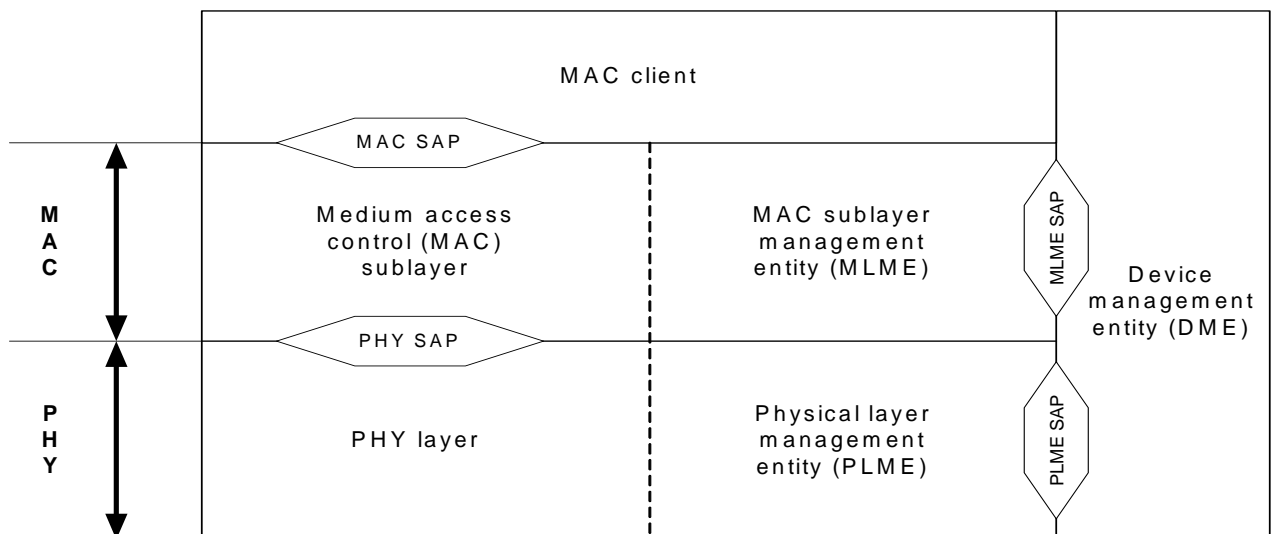 MAC client
MAC SAP
M
A
C
Medium access
control (MAC)
sublayer
MAC sublayer
management
entity (MLME)
MLME SAP
Device
management
entity (DME)
PHY SAP
P
H
Y
PHY layer
Physical layer
management
entity (PLME)
PLME SAP